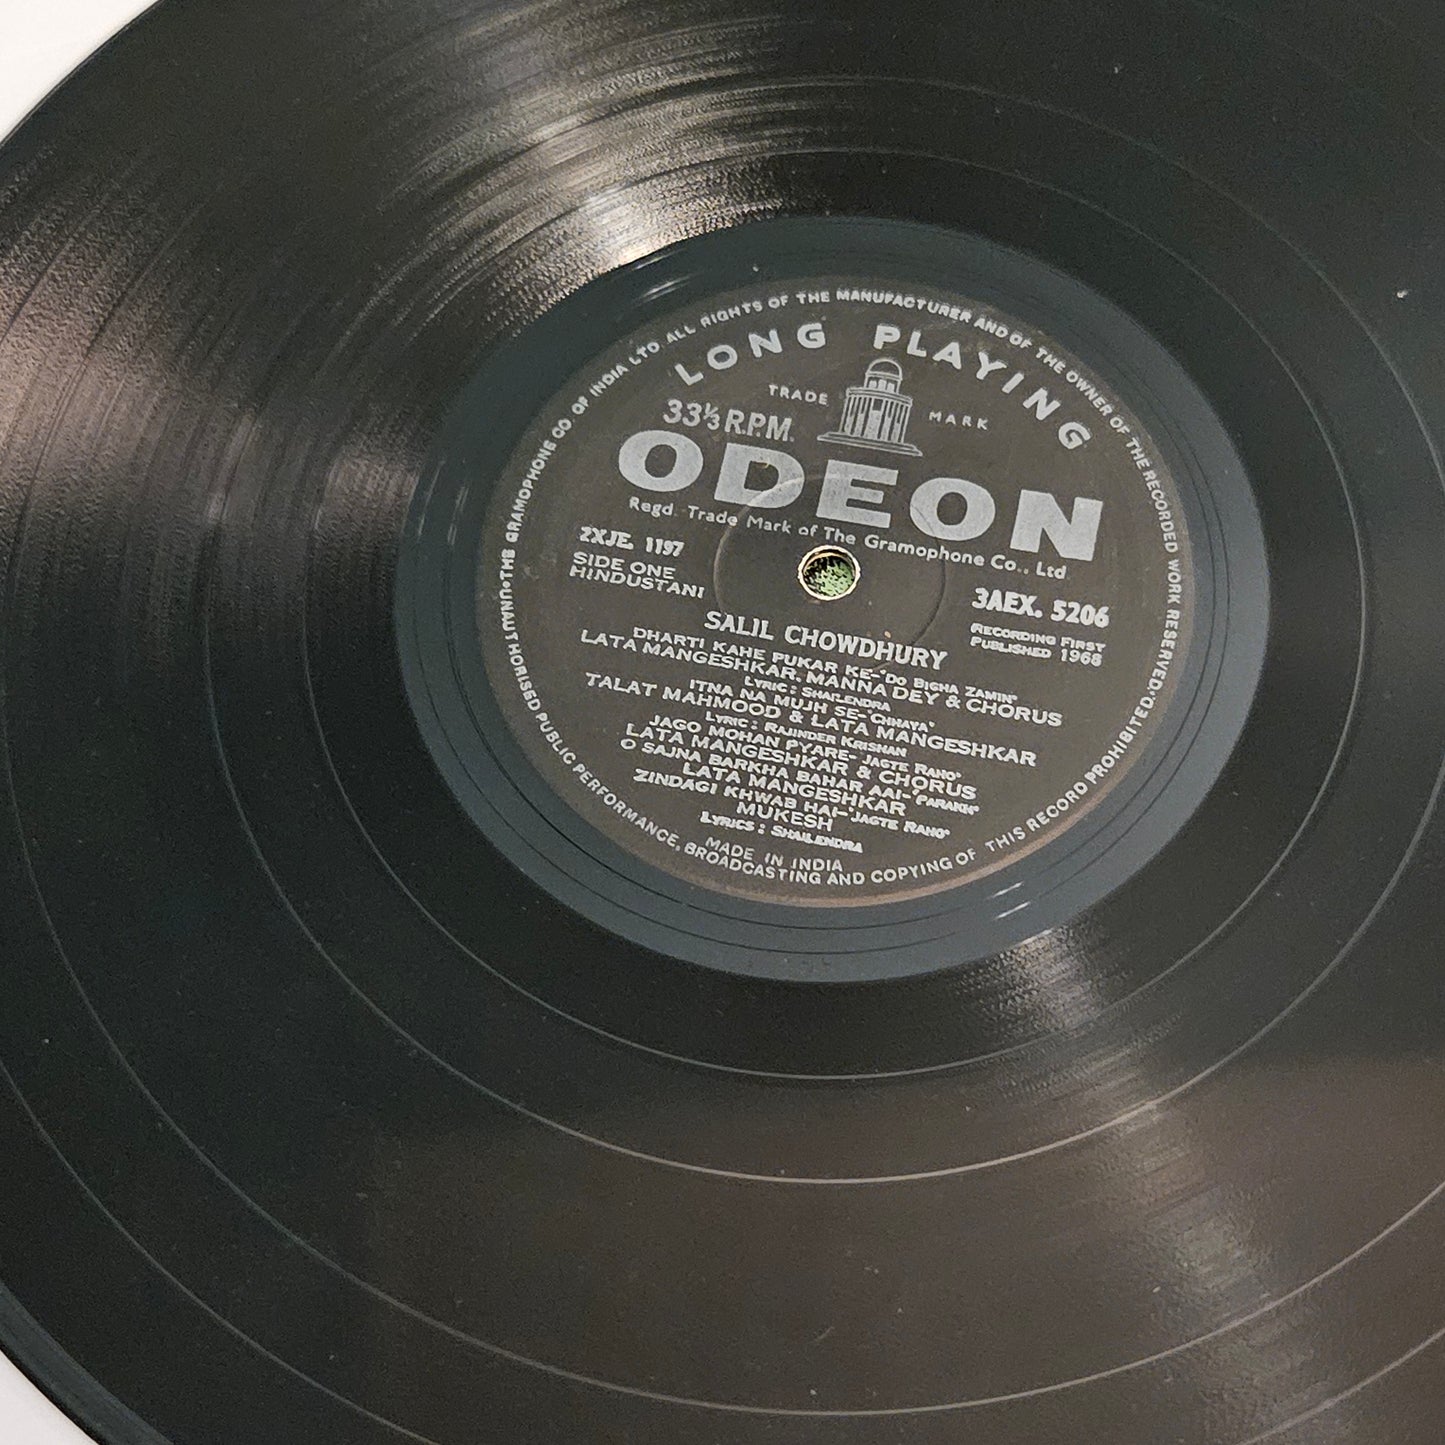 OF INDIA LTD ALL RIGHTS OF THE MANUFACTURER AND OF THE OWNER OF THE RECORDED WORK RESERVED.
UNAUTHORISED PUBLIC PERFORMANCE, BROADCASTING AND COPYING OF THIS RECORD PROHIBITED.
SMS THE GRAMOPHONE CO.
LONG PLAYING
TRADE MARK
33⅓ R.P.M.
ODEON
Regd. Trade Mark of The Gramophone Co., Ltd
2XJE. 1197
SIDE ONE
HINDUSTANI
3AEX. 5206
RECORDING FIRST
PUBLISHED 1968
SALIL CHOWDHURY
DHARTI KAHE PUKAR KE-"DO BIGHA ZAMIN"
LATA MANGESHKAR, MANNA DEY & CHORUS
LYRIC : SHAILENDRA
ITNA NA MUJH SE-"CHHAYA"
TALAT MAHMOOD & LATA MANGESHKAR
LYRIC : RAJINDER KRISHAN
JAGO MOHAN PYARE-"JAGTE RAHO"
LATA MANGESHKAR & CHORUS
O SAJNA BARKHA BAHAR AAI-"PARAKH"
LATA MANGESHKAR
ZINDAGI KHWAB HAI-"JAGTE RAHO"
MUKESH
LYRICS : SHAILENDRA
MADE IN INDIA